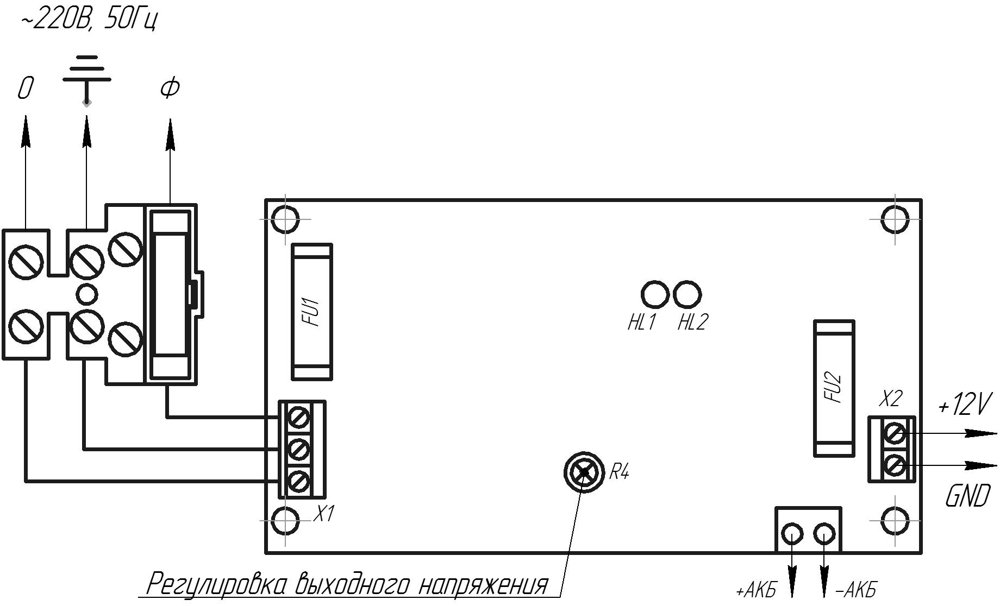 ~220В, 50Гц
0
Ф
FU1
HL1
HL2
FU2
X2
+12V
R4
GND
X1
Регулировка выходного напряжения
+АКБ
-АКБ